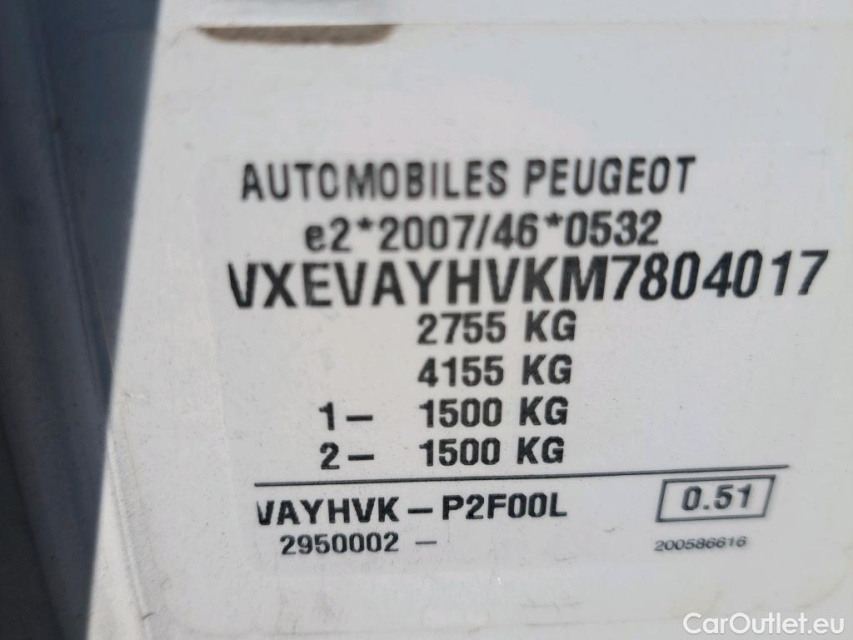 AUTOMOBILES PEUGEOT
e2*2007/46*0532
VXEVAYHVKM7804017
2755 KG
4155 KG
1- 1500 KG
2- 1500 KG
VAYHVK-P2F00L 0.51
2950002 - 200586616
CarOutlet.eu